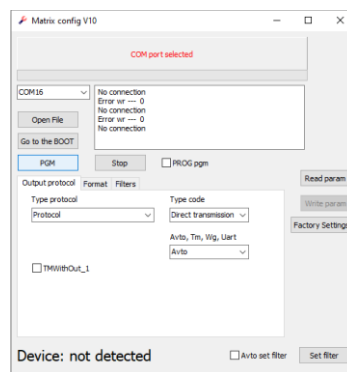 Matrix config V10
COM port selected
COM16
No connection
Error wr --- 0
No connection
Error wr --- 0
No connection
Open File
Go to the BOOT
PGM
Stop
PROG pgm
Output protocol
Format
Filters
Type protocol
Protocol
Type code
Direct transmission
Avto, Tm, Wg, Uart
Avto
TMWithOut_1
Read param
Write param
Factory Setting
Device: not detected
Avto set filter
Set filter